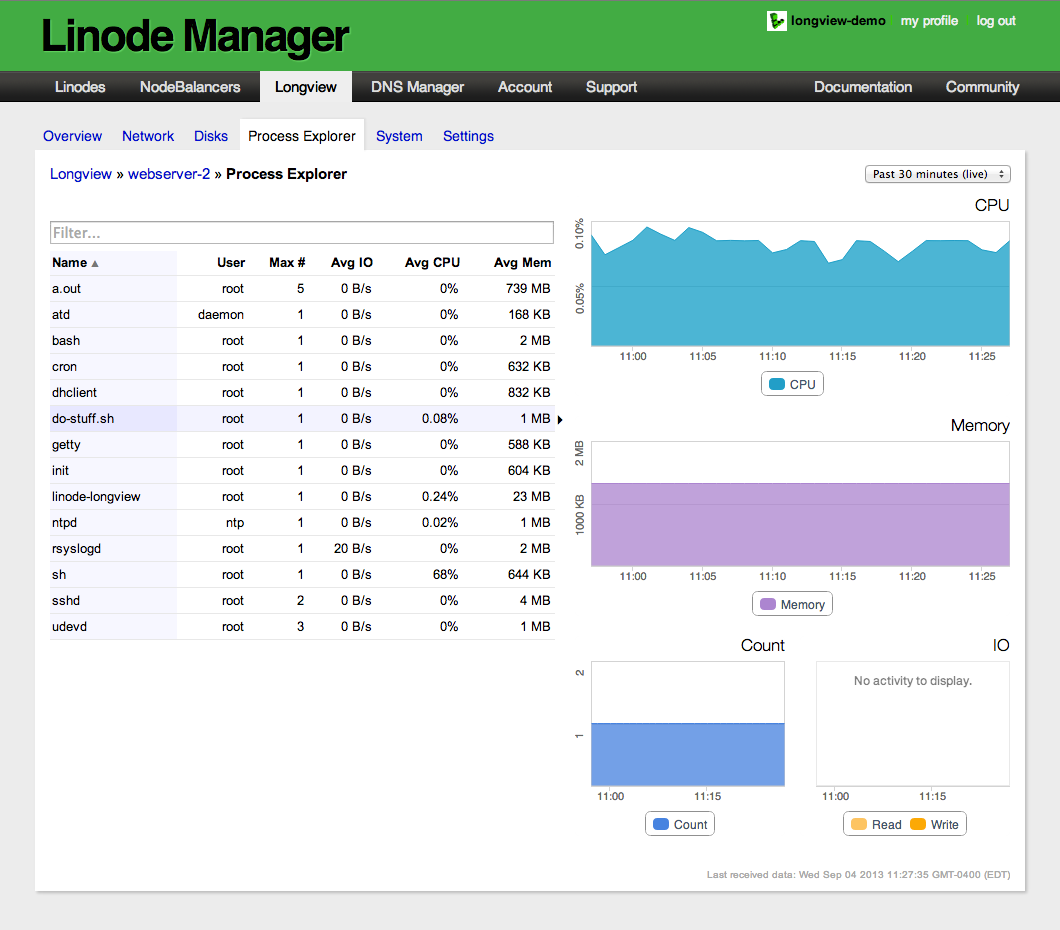 Linode Manager
longview-demo my profile log out
Linodes NodeBalancers Longview DNS Manager Account Support Documentation Community
Overview Network Disks Process Explorer System Settings
Longview » webserver-2 » Process Explorer
Past 30 minutes (live)
Filter...
Name ▲ User Max # Avg IO Avg CPU Avg Mem
a.out root 5 0 B/s 0% 739 MB
atd daemon 1 0 B/s 0% 168 KB
bash root 1 0 B/s 0% 2 MB
cron root 1 0 B/s 0% 632 KB
dhclient root 1 0 B/s 0% 832 KB
do-stuff.sh root 1 0 B/s 0.08% 1 MB
getty root 1 0 B/s 0% 588 KB
init root 1 0 B/s 0% 604 KB
linode-longview root 1 0 B/s 0.24% 23 MB
ntpd ntp 1 0 B/s 0.02% 1 MB
rsyslogd root 1 20 B/s 0% 2 MB
sh root 1 0 B/s 68% 644 KB
sshd root 2 0 B/s 0% 4 MB
udevd root 3 0 B/s 0% 1 MB
CPU
0.10%
0.05%
11:00 11:05 11:10 11:15 11:20 11:25
CPU
Memory
2 MB
1000 KB
11:00 11:05 11:10 11:15 11:20 11:25
Memory
Count
2
1
11:00 11:15
Count
IO
No activity to display.
11:00 11:15
Read Write
Last received data: Wed Sep 04 2013 11:27:35 GMT-0400 (EDT)